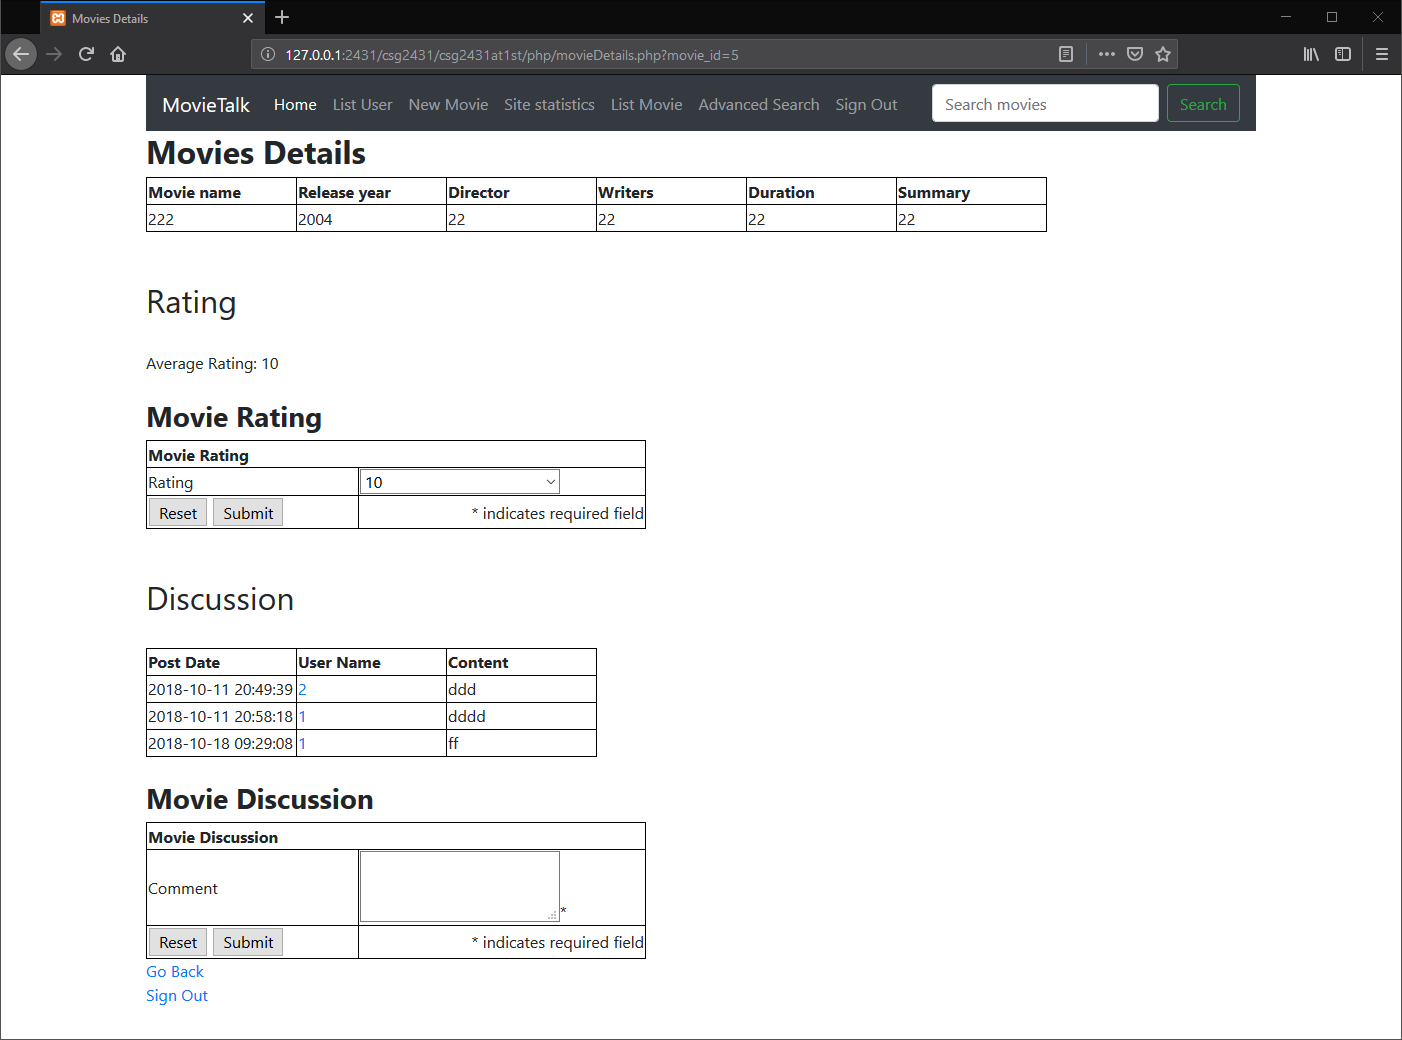 Movies Details
127.0.0.1:2431/csg2431/csg2431at1st/php/movieDetails.php?movie_id=5
MovieTalk Home List User New Movie Site statistics List Movie Advanced Search Sign Out Search movies Search
Movies Details
Movie name Release year Director Writers Duration Summary
222 2004 22 22 22 22
Rating
Average Rating: 10
Movie Rating
Movie Rating
Rating 10
Reset Submit * indicates required field
Discussion
Post Date User Name Content
2018-10-11 20:49:39 2 ddd
2018-10-11 20:58:18 1 dddd
2018-10-18 09:29:08 1 ff
Movie Discussion
Movie Discussion
Comment *
Reset Submit * indicates required field
Go Back
Sign Out